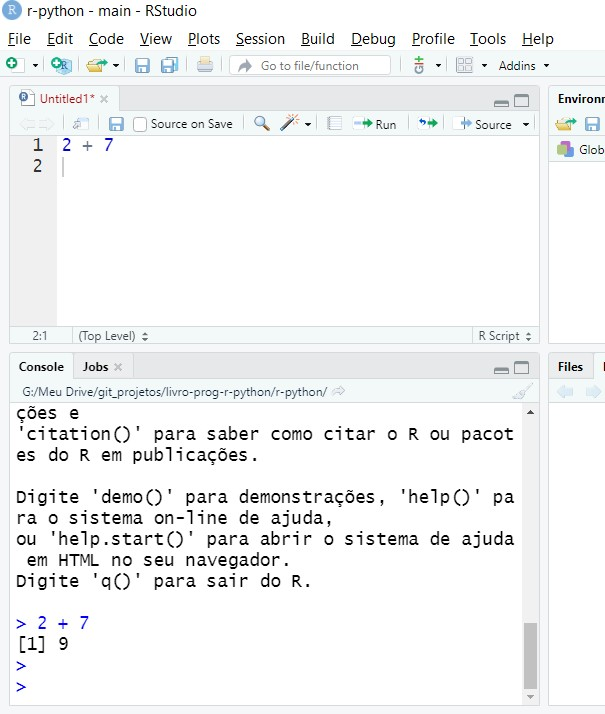 r-python - main - RStudio
File Edit Code View Plots Session Build Debug Profile Tools Help
Go to file/function Addins
Untitled1*
Source on Save Run Source
1 2 + 7
2
2:1 (Top Level) R Script
Environ
Glob
Console Jobs
G:/Meu Drive/git_projetos/livro-prog-r-python/r-python/
ções e
'citation()' para saber como citar o R ou pacot
es do R em publicações.
Digite 'demo()' para demonstrações, 'help()' pa
ra o sistema on-line de ajuda,
ou 'help.start()' para abrir o sistema de ajuda
em HTML no seu navegador.
Digite 'q()' para sair do R.
> 2 + 7
[1] 9
>
>
Files